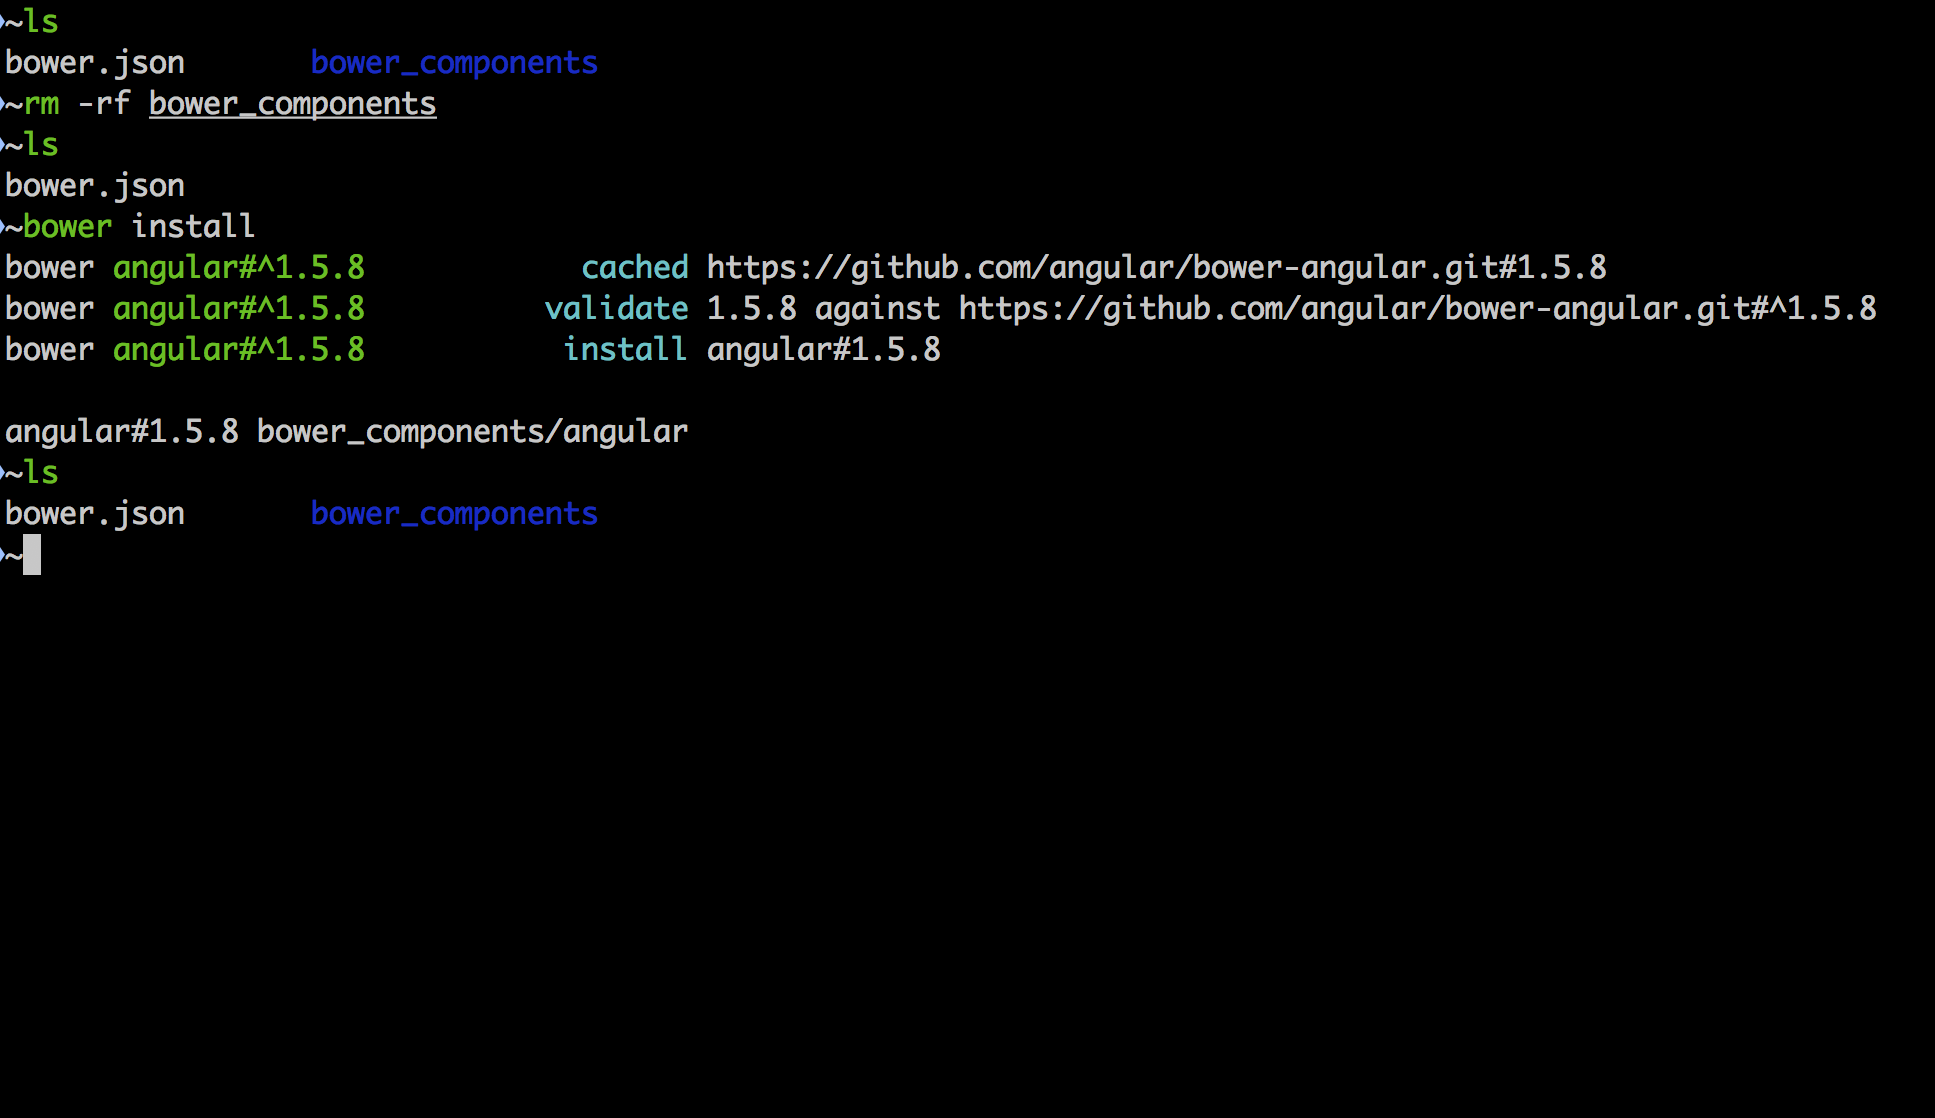 ~ls
bower.json       bower_components
~rm -rf bower_components
~ls
bower.json
~bower install
bower angular#^1.5.8            cached https://github.com/angular/bower-angular.git#1.5.8
bower angular#^1.5.8          validate 1.5.8 against https://github.com/angular/bower-angular.git#^1.5.8
bower angular#^1.5.8           install angular#1.5.8

angular#1.5.8 bower_components/angular
~ls
bower.json       bower_components
~